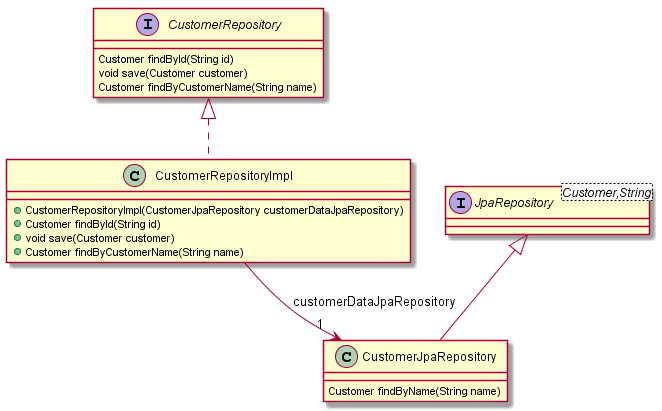 I CustomerRepository
Customer findById(String id)
void save(Customer customer)
Customer findByCustomerName(String name)
C CustomerRepositoryImpl
CustomerRepositoryImpl(CustomerJpaRepository customerDataJpaRepository)
Customer findById(String id)
void save(Customer customer)
Customer findByCustomerName(String name)
Customer,String
I JpaRepository
customerDataJpaRepository
1
C CustomerJpaRepository
Customer findByName(String name)